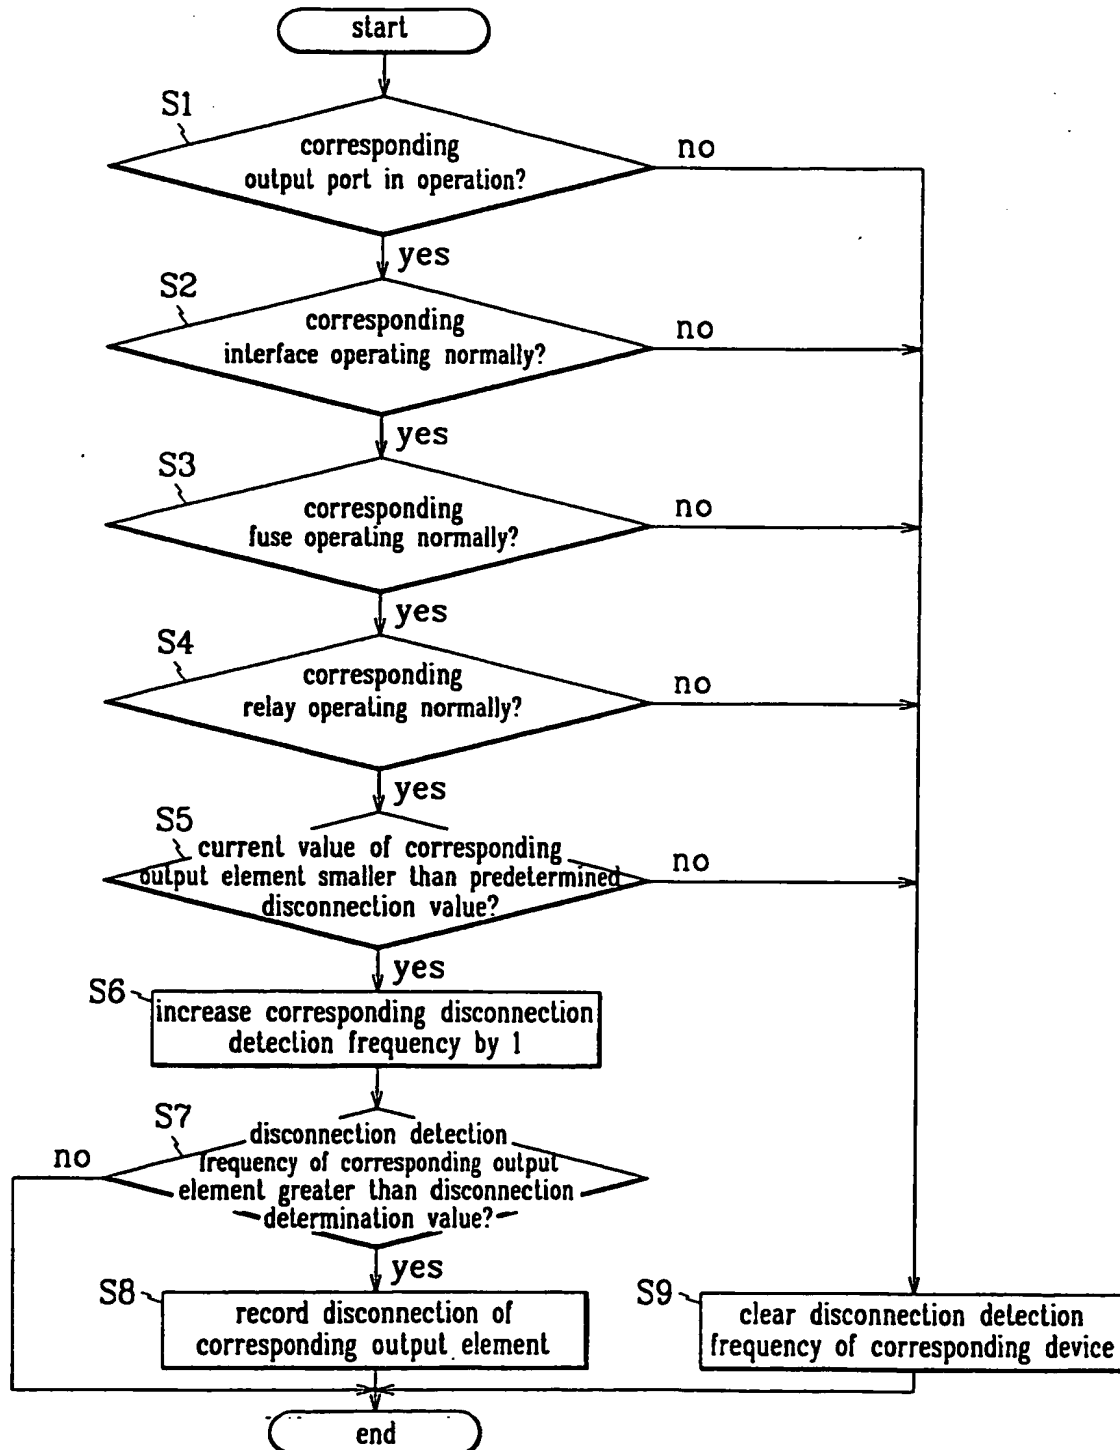 start
S1
corresponding
output port in operation?
no
yes
S2
corresponding
interface operating normally?
no
yes
S3
corresponding
fuse operating normally?
no
yes
S4
corresponding
relay operating normally?
no
yes
S5
current value of corresponding
output element smaller than predetermined
disconnection value?
no
yes
S6
increase corresponding disconnection
detection frequency by 1
S7
disconnection detection
frequency of corresponding output
element greater than disconnection
determination value?
no
yes
S8
record disconnection of
corresponding output element
S9
clear disconnection detection
frequency of corresponding device
end